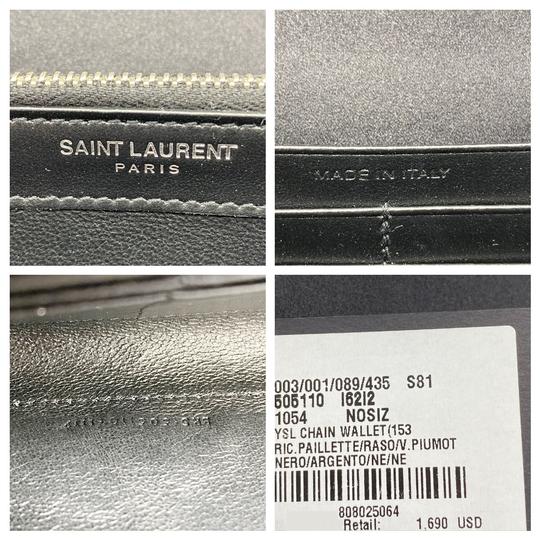 SAINT LAURENT
PARIS
MADE IN ITALY
003/001/089/435 S81
505110 I62I2
1054 NOSIZ
YSL CHAIN WALLET(153
RIC.PAILLETTE/RASO/V.PIUMOT
NERO/ARGENTO/NE/NE
808025064
Retail: 1,690 USD